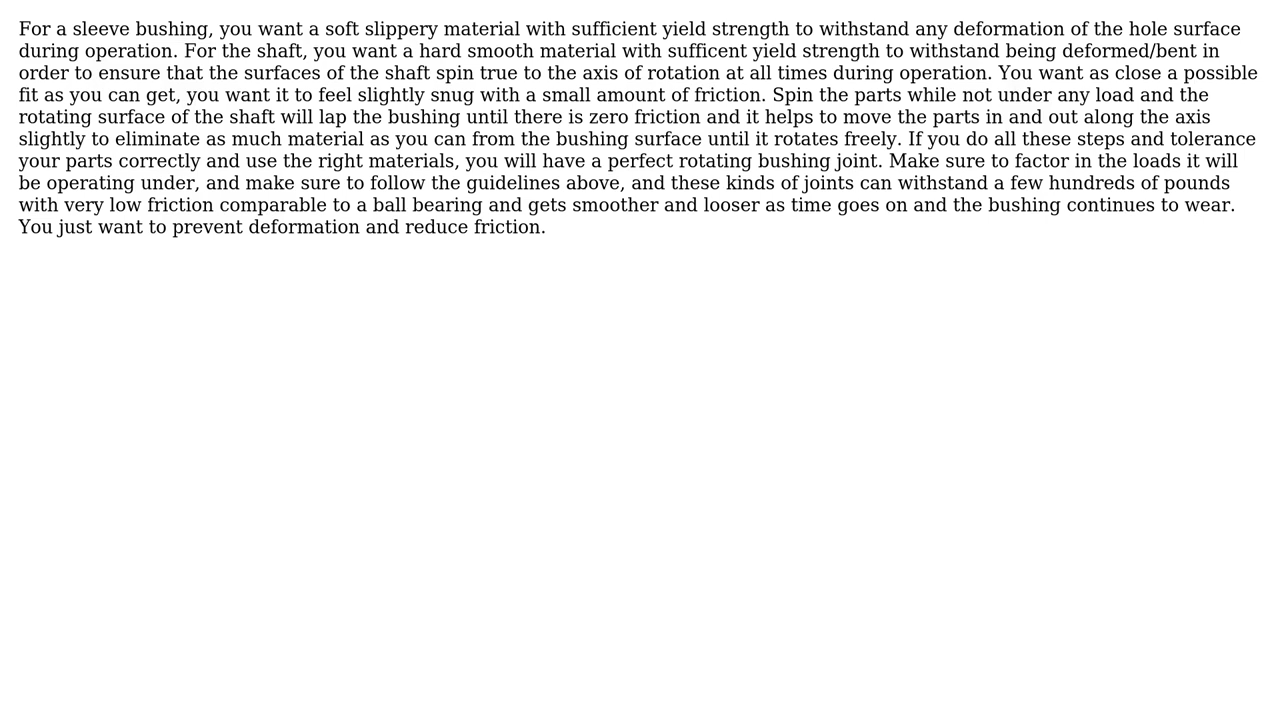 For a sleeve bushing, you want a soft slippery material with sufficient yield strength to withstand any deformation of the hole surface
during operation. For the shaft, you want a hard smooth material with sufficent yield strength to withstand being deformed/bent in
order to ensure that the surfaces of the shaft spin true to the axis of rotation at all times during operation. You want as close a possible
fit as you can get, you want it to feel slightly snug with a small amount of friction. Spin the parts while not under any load and the
rotating surface of the shaft will lap the bushing until there is zero friction and it helps to move the parts in and out along the axis
slightly to eliminate as much material as you can from the bushing surface until it rotates freely. If you do all these steps and tolerance
your parts correctly and use the right materials, you will have a perfect rotating bushing joint. Make sure to factor in the loads it will
be operating under, and make sure to follow the guidelines above, and these kinds of joints can withstand a few hundreds of pounds
with very low friction comparable to a ball bearing and gets smoother and looser as time goes on and the bushing continues to wear.
You just want to prevent deformation and reduce friction.